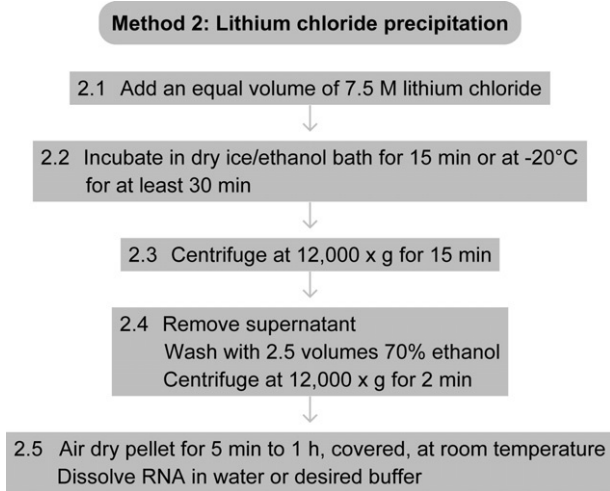 Method 2: Lithium chloride precipitation
2.1 Add an equal volume of 7.5 M lithium chloride
2.2 Incubate in dry ice/ethanol bath for 15 min or at -20°C
for at least 30 min
2.3 Centrifuge at 12,000 x g for 15 min
2.4 Remove supernatant
Wash with 2.5 volumes 70% ethanol
Centrifuge at 12,000 x g for 2 min
2.5 Air dry pellet for 5 min to 1 h, covered, at room temperature
Dissolve RNA in water or desired buffer